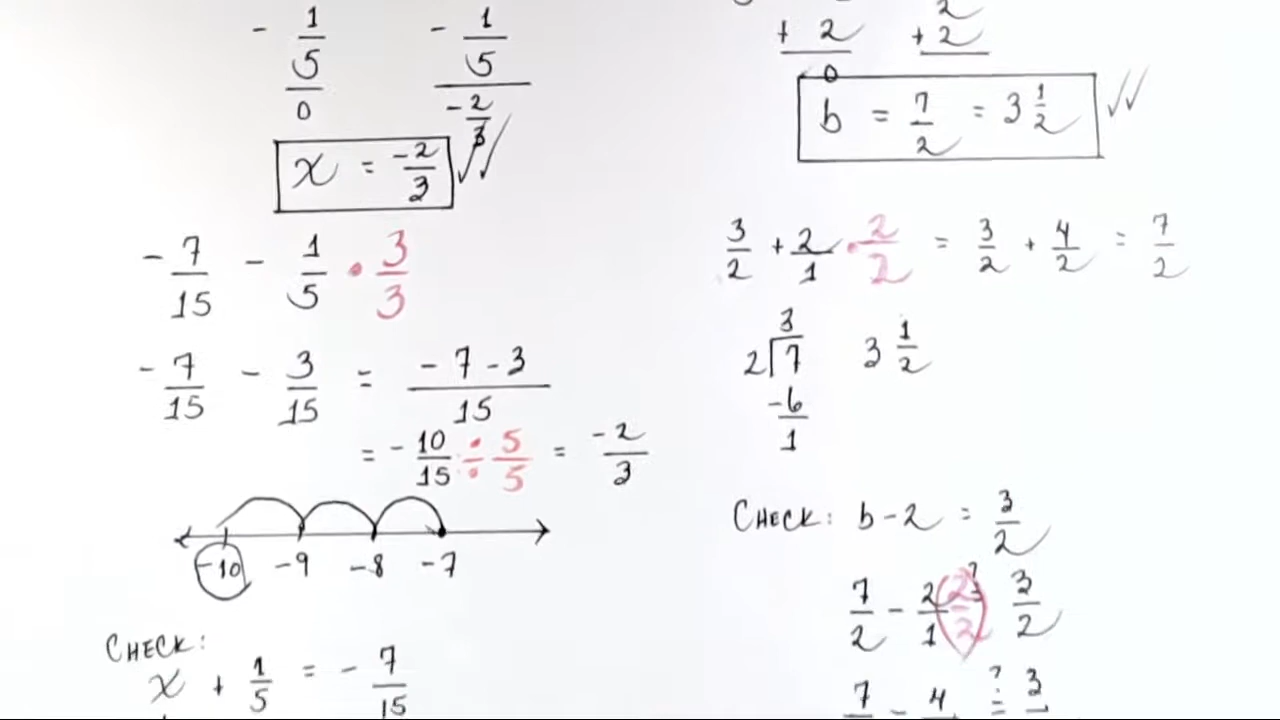 - 1/5 - 1/5
0 -2/3
x = -2/3
- 7/15 - 1/5 · 3/3
- 7/15 - 3/15 = -7-3/15
= - 10/15 ÷ 5/5 = -2/3
-10 -9 -8 -7
CHECK:
x + 1/5 = - 7/15
+ 2 + 2
0
b = 7/2 = 3 1/2
3/2 + 2/1 · 2/2 = 3/2 + 4/2 = 7/2
3
2 7 3 1/2
-6
1
CHECK: b - 2 = 3/2
7/2 - 2/1 (2/2) ?= 3/2
7 - 4 ?= 3